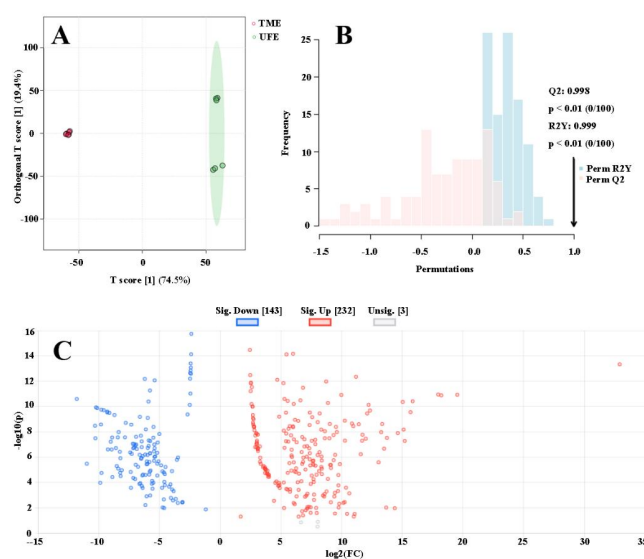 A
TME
UFE
Orthogonal T score [1] (19.4%)
100
50
0
-50
-100
-50
0
50
T score [1] (74.5%)
B
Frequency
25
20
15
10
5
0
-1.5
-1.0
-0.5
0.0
0.5
1.0
Permutations
Q2: 0.998
p < 0.01 (0/100)
R2Y: 0.999
p < 0.01 (0/100)
Perm R2Y
Perm Q2
Sig. Down [143]
Sig. Up [232]
Unsig. [3]
C
-log10(p)
16
14
12
10
8
6
4
2
0
-15
-10
-5
0
5
10
15
20
25
30
35
log2(FC)